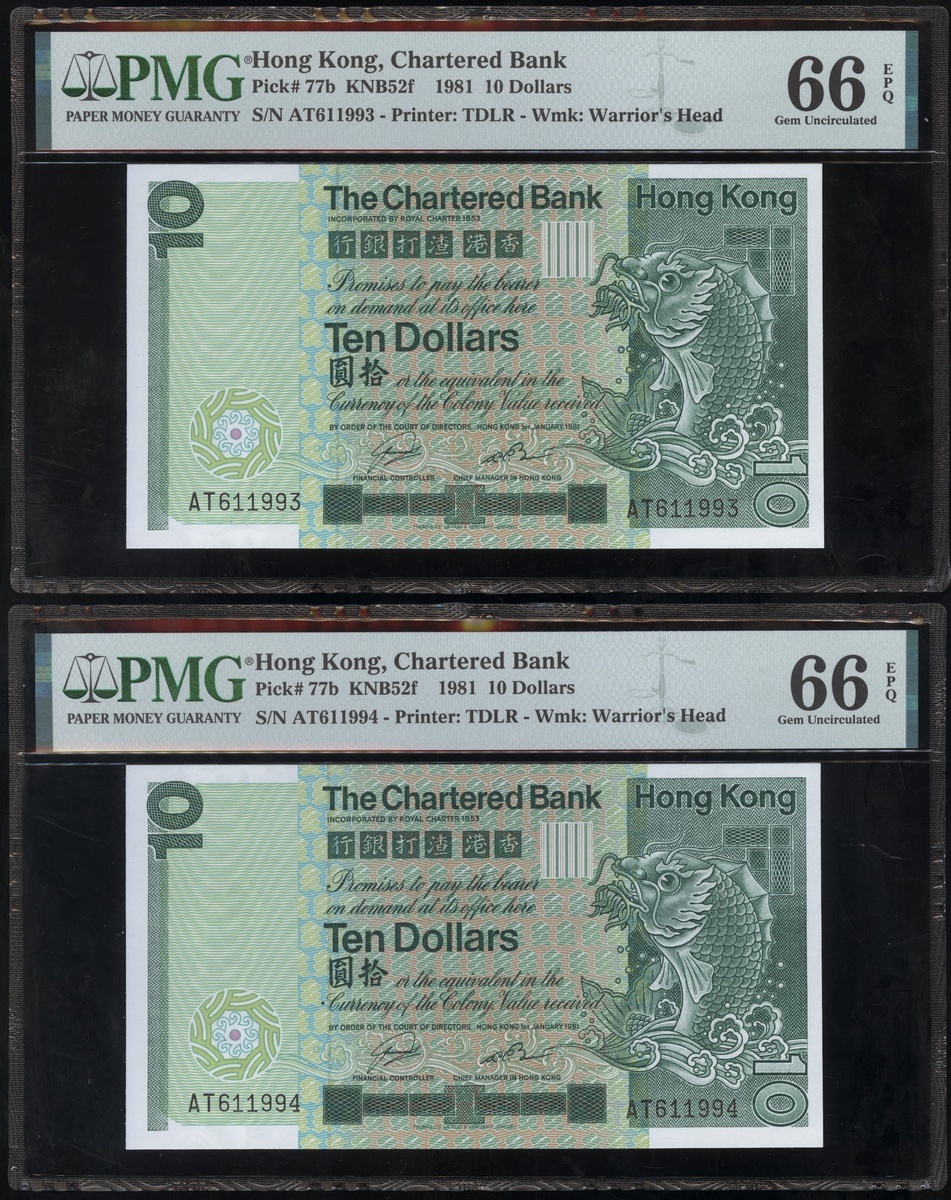 PMG®
PAPER MONEY GUARANTY
Hong Kong, Chartered Bank
Pick# 77b KNB52f 1981 10 Dollars
S/N AT611993 - Printer: TDLR - Wmk: Warrior's Head
66 EPQ
Gem Uncirculated
10
The Chartered Bank
Hong Kong
INCORPORATED BY ROYAL CHARTER 1853
行銀打渣港香
Promises to pay the bearer
on demand at its office here
Ten Dollars
圓拾 or the equivalent in the
Currency of the Colony Value received
BY ORDER OF THE COURT OF DIRECTORS, HONG KONG 1ST JANUARY 1981
FINANCIAL CONTROLLER CHIEF MANAGER IN HONG KONG
AT611993 AT611993
10
PMG®
PAPER MONEY GUARANTY
Hong Kong, Chartered Bank
Pick# 77b KNB52f 1981 10 Dollars
S/N AT611994 - Printer: TDLR - Wmk: Warrior's Head
66 EPQ
Gem Uncirculated
10
The Chartered Bank
Hong Kong
INCORPORATED BY ROYAL CHARTER 1853
行銀打渣港香
Promises to pay the bearer
on demand at its office here
Ten Dollars
圓拾 or the equivalent in the
Currency of the Colony Value received
BY ORDER OF THE COURT OF DIRECTORS, HONG KONG 1ST JANUARY 1981
FINANCIAL CONTROLLER CHIEF MANAGER IN HONG KONG
AT611994 AT611994
10